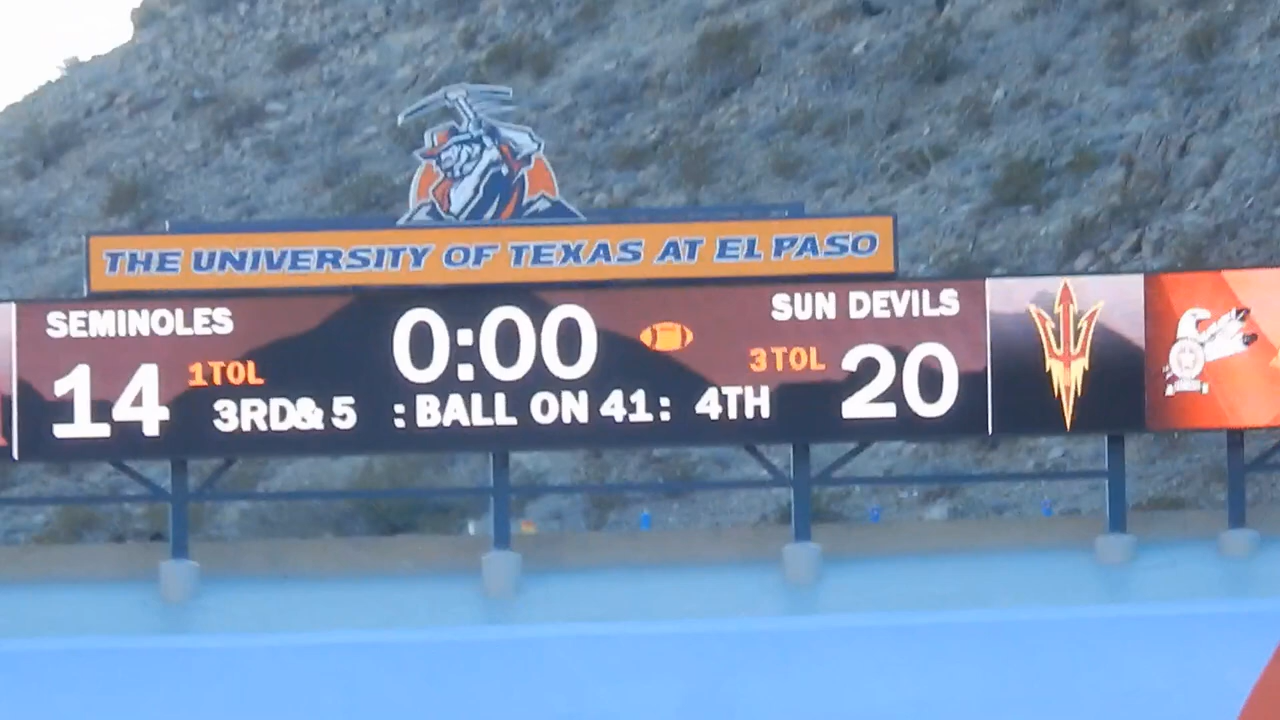 THE UNIVERSITY OF TEXAS AT EL PASO
SEMINOLES 0:00 SUN DEVILS
14 1TOL 3TOL 20
3RD& 5 : BALL ON 41: 4TH